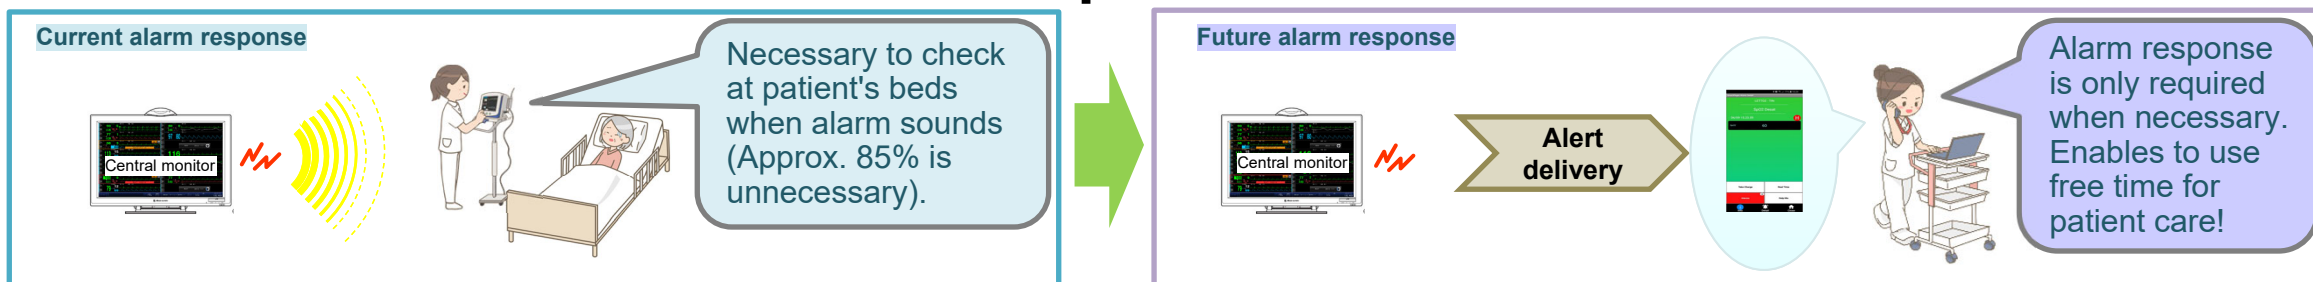 Current alarm response
Central monitor
Necessary to check
at patient's beds
when alarm sounds
(Approx. 85% is
unnecessary).
Future alarm response
Central monitor
Alert
delivery
Alarm response
is only required
when necessary.
Enables to use
free time for
patient care!